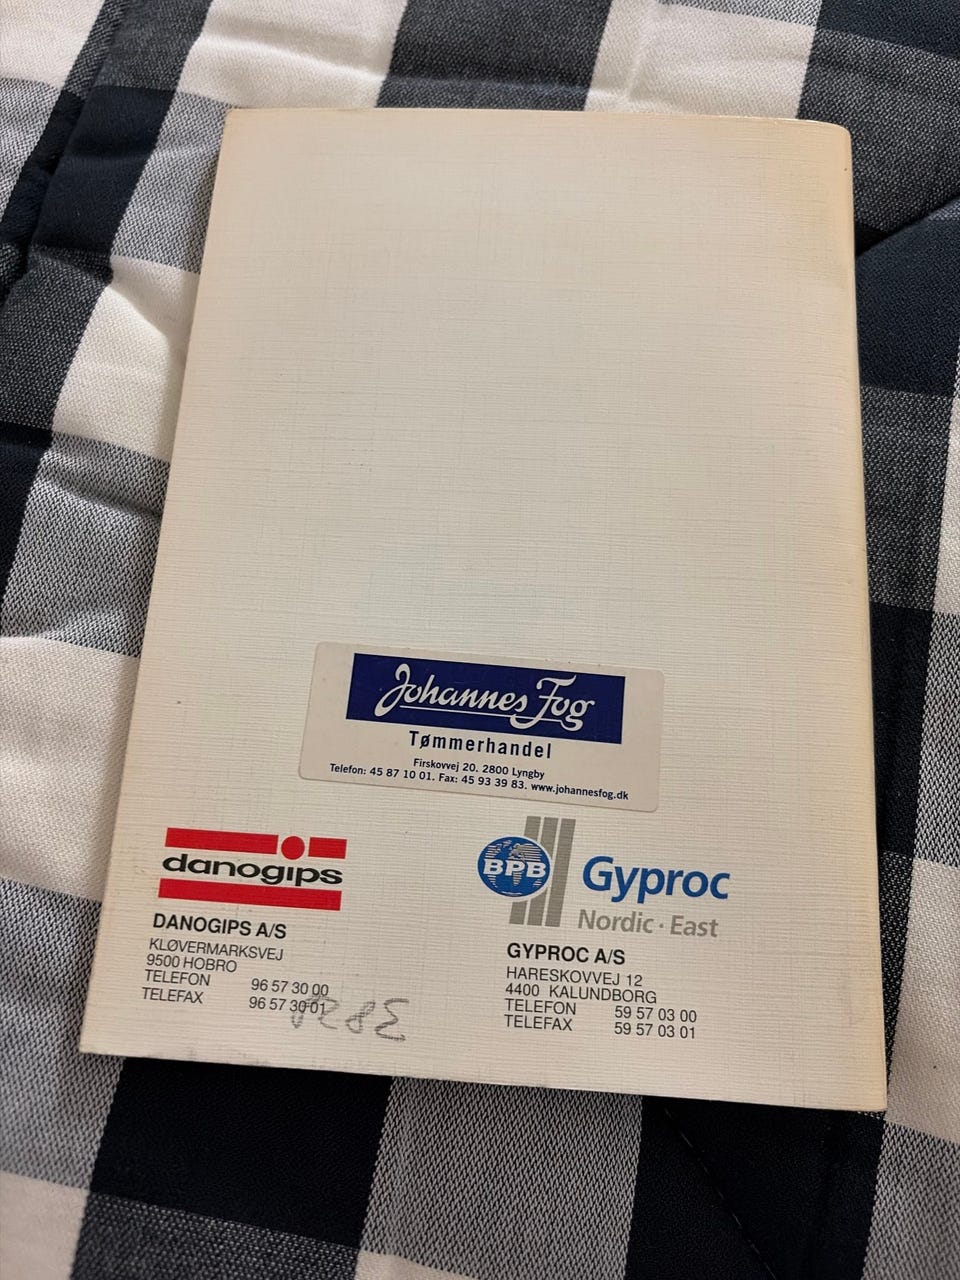 Johannes Fog
Tømmerhandel
Firskovvej 20. 2800 Lyngby
Telefon: 45 87 10 01. Fax: 45 93 39 83. www.johannesfog.dk
danogips
DANOGIPS A/S
KLØVERMARKSVEJ
9500 HOBRO
TELEFON 96 57 30 00
TELEFAX 96 57 30 01
BPB
Gyproc
Nordic · East
GYPROC A/S
HARESKOVVEJ 12
4400 KALUNDBORG
TELEFON 59 57 03 00
TELEFAX 59 57 03 01